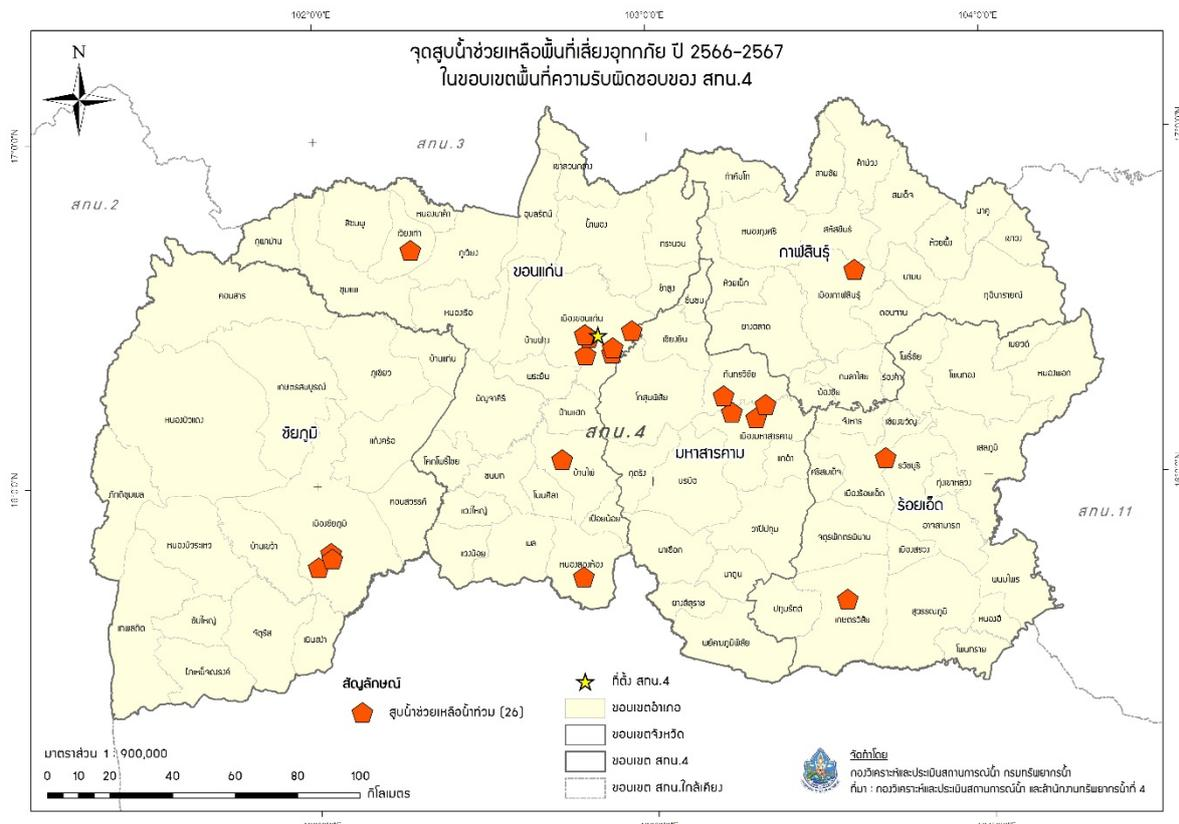 102°0'0"E
103°0'0"E
104°0'0"E
N
จุดสูบน้ำช่วยเหลือพื้นที่เสี่ยงอุทกภัย ปี 2566-2567
ในขอบเขตพื้นที่ความรับผิดชอบของ สทน.4
17°0'0"N
สทน.3
สทน.2
เขาสวนกวาง
ท่าคันโท
สามชัย
คำม่วง
สมเด็จ
หนองนาคำ
อุบลรัตน์
น้ำพอง
สีชมพู
เวียงเก่า
ภูผาม่าน
ภูเวียง
กระนวน
หนองกุงศรี
สหัสขันธ์
ห้วยผึ้ง
นาคู
เขาวง
ขอนแก่น
กาฬสินธุ์
ชุมแพ
คอนสาร
หนองเรือ
ซำสูง
ชื่นชม
ห้วยเม็ก
เมืองกาฬสินธุ์
นามน
กุฉินารายณ์
ดอนจาน
เมืองขอนแก่น
บ้านฝาง
เชียงยืน
ยางตลาด
บ้านแท่น
ภูเขียว
เกษตรสมบูรณ์
พระยืน
กันทรวิชัย
กมลาไสย
ร่องคำ
โพธิ์ชัย
เมยวดี
โพนทอง
หนองพอก
หนองบัวแดง
มัญจาคีรี
โกสุมพิสัย
ฆ้องชัย
ชัยภูมิ
แก้งคร้อ
บ้านแฮด
สทน.4
เมืองมหาสารคาม
จังหาร
เชียงขวัญ
เสลภูมิ
โคกโพธิ์ไชย
ชนบท
บ้านไผ่
มหาสารคาม
แกดำ
กุดรัง
บรบือ
ศรีสมเด็จ
ธวัชบุรี
ทุ่งเขาหลวง
ภักดีชุมพล
คอนสวรรค์
โนนศิลา
เมืองร้อยเอ็ด
ร้อยเอ็ด
16°0'0"N
สทน.11
เมืองชัยภูมิ
แวงใหญ่
เปือยน้อย
วาปีปทุม
อาจสามารถ
หนองบัวระเหว
บ้านเขว้า
แวงน้อย
พล
นาเชือก
จตุรพักตรพิมาน
เมืองสรวง
หนองสองห้อง
นาดูน
พนมไพร
เทพสถิต
ซับใหญ่
จัตุรัส
เนินสง่า
ยางสีสุราช
ปทุมรัตต์
เกษตรวิสัย
สุวรรณภูมิ
หนองฮี
บำเหน็จณรงค์
พยัคฆภูมิพิสัย
โพนทราย
สัญลักษณ์
สูบน้ำช่วยเหลือน้ำท่วม (26)
ที่ตั้ง สทน.4
ขอบเขตอำเภอ
ขอบเขตจังหวัด
ขอบเขต สทน.4
ขอบเขต สทน.ใกล้เคียง
มาตราส่วน 1 : 900,000
0 10 20 40 60 80 100
กิโลเมตร
จัดทำโดย
กองวิเคราะห์และประเมินสถานการณ์น้ำ กรมทรัพยากรน้ำ
ที่มา : กองวิเคราะห์และประเมินสถานการณ์น้ำ และสำนักงานทรัพยากรน้ำที่ 4